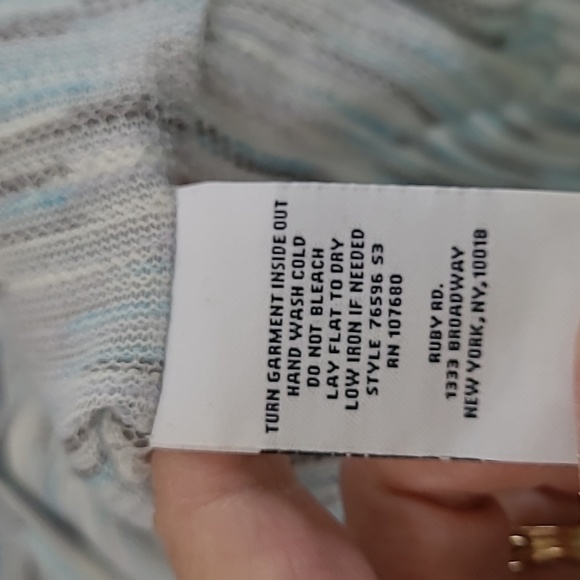 TURN GARMENT INSIDE OUT
HAND WASH COLD
DO NOT BLEACH
LAY FLAT TO DRY
LOW IRON IF NEEDED
STYLE 76596 S3
RN 107680
RUBY RD.
1333 BROADWAY
NEW YORK, NY, 10018